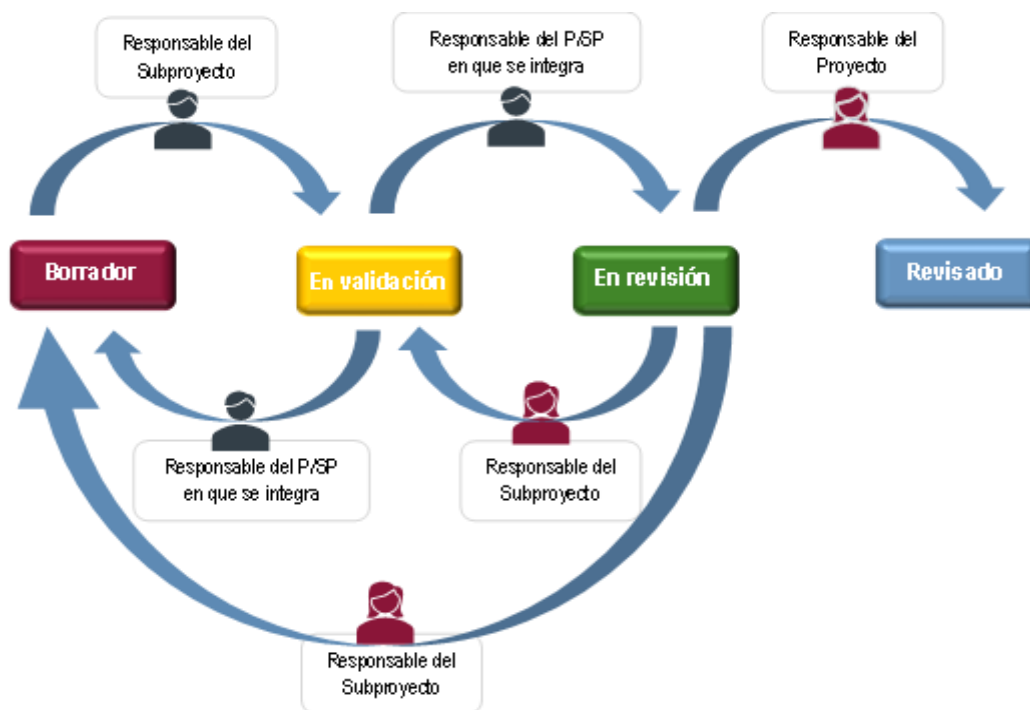 Responsable del
Subproyecto
Responsable del P/SP
en que se integra
Responsable del
Proyecto
Borrador
En validación
En revisión
Revisado
Responsable del P/SP
en que se integra
Responsable del
Subproyecto
Responsable del
Subproyecto